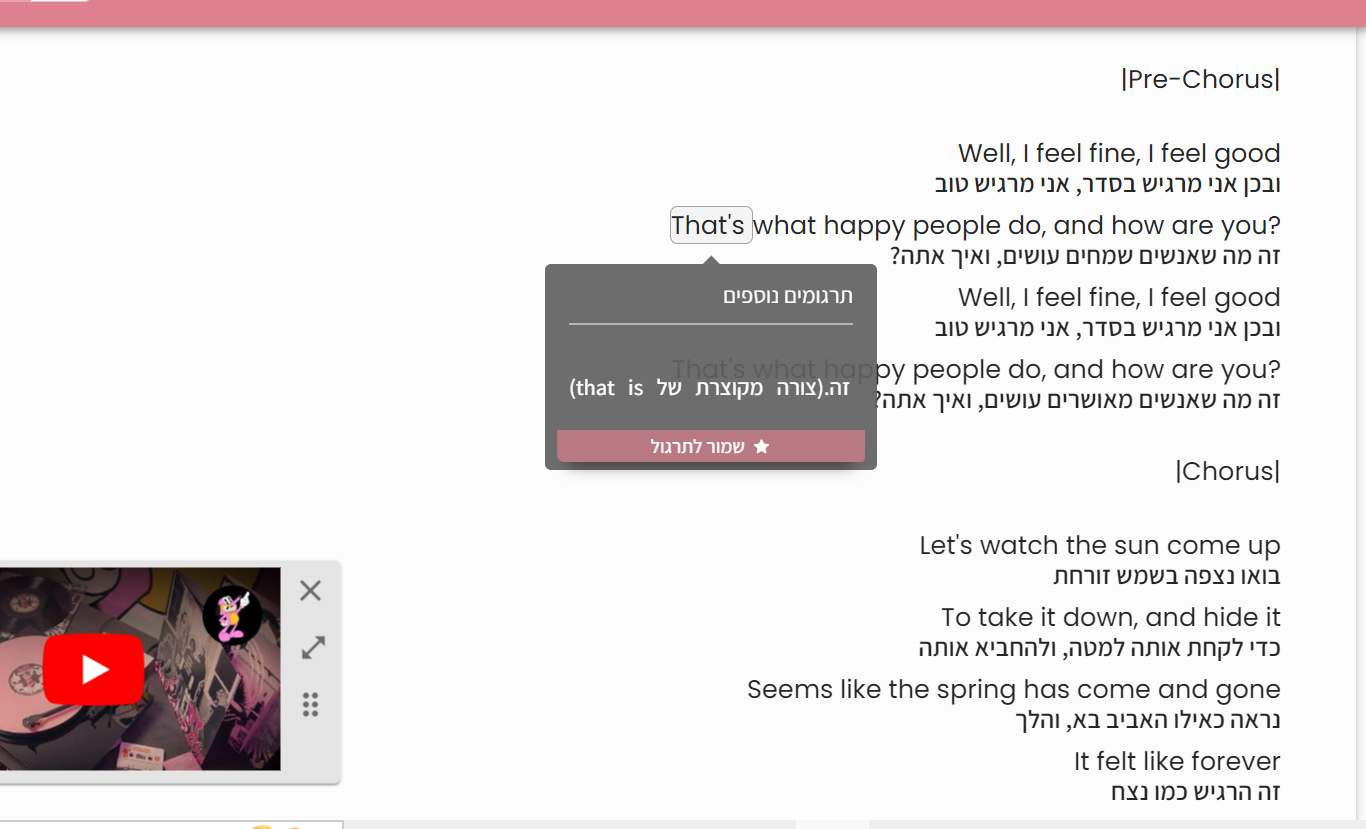 |Pre-Chorus|
Well, I feel fine, I feel good
ובכן אני מרגיש בסדר, אני מרגיש טוב
That's what happy people do, and how are you?
זה מה שאנשים שמחים עושים, ואיך אתה?
תרגומים נוספים
זה.(צורה מקוצרת של that is)
שמור לתרגול
Well, I feel fine, I feel good
ובכן אני מרגיש בסדר, אני מרגיש טוב
That's what happy people do, and how are you?
זה מה שאנשים מאושרים עושים, ואיך אתה?
|Chorus|
Let's watch the sun come up
בואו נצפה בשמש זורחת
To take it down, and hide it
כדי לקחת אותה למטה, ולהחביא אותה
Seems like the spring has come and gone
נראה כאילו האביב בא, והלך
It felt like forever
זה הרגיש כמו נצח